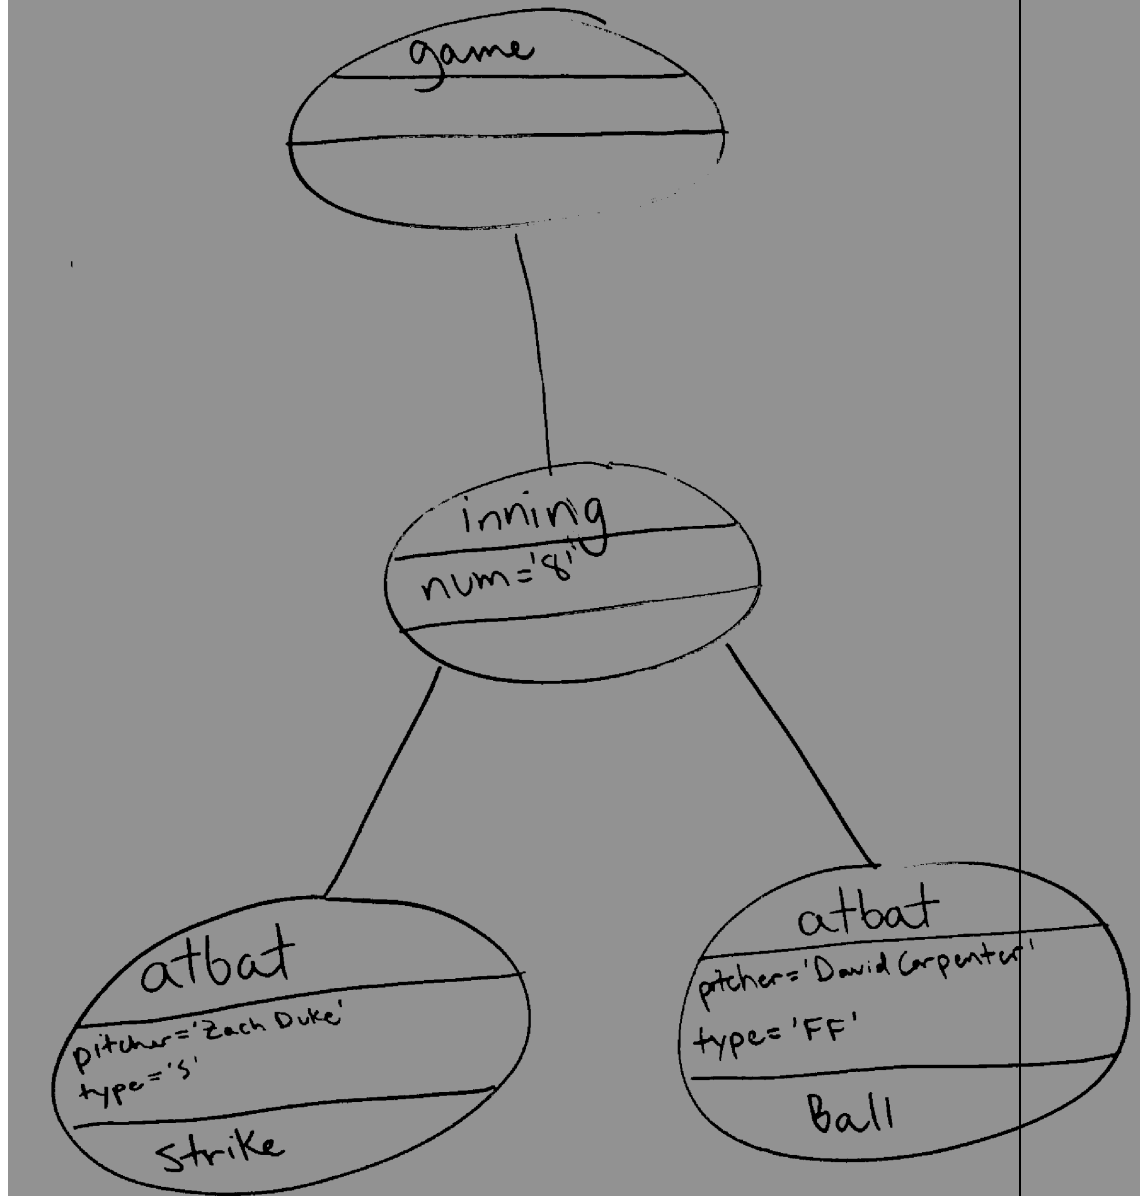 game
inning
num='8'
atbat
pitcher='Zach Duke'
type='S'
Strike
atbat
pitcher='David Carpenter'
type='FF'
Ball